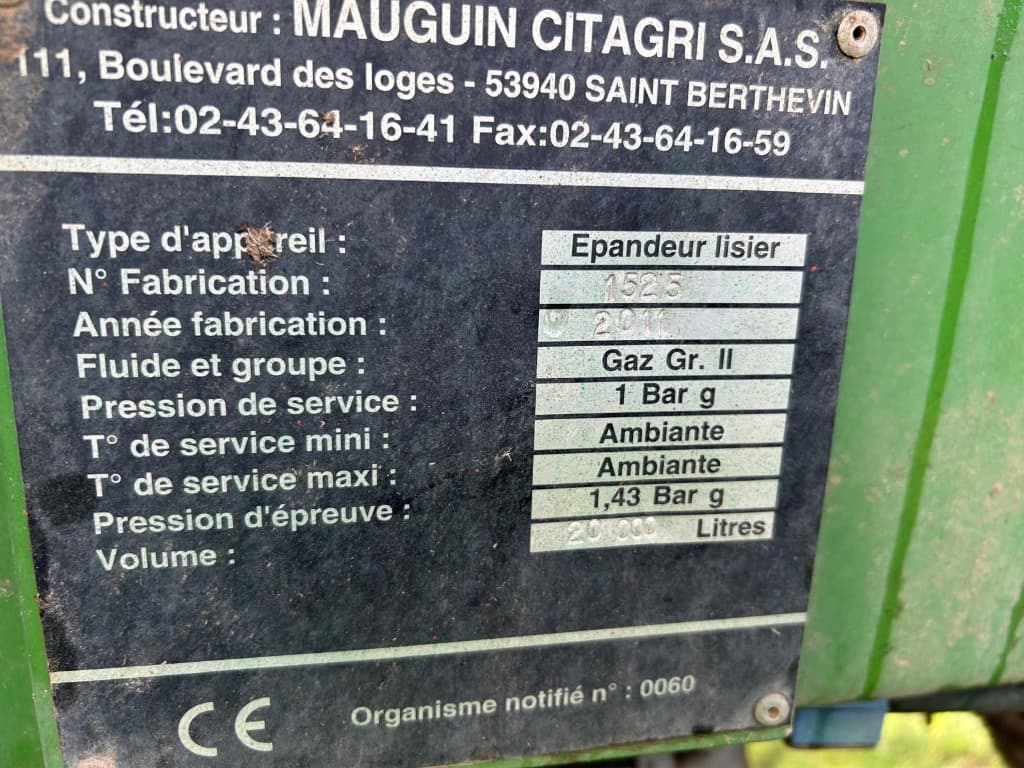 Constructeur : MAUGUIN CITAGRI S.A.S.
111, Boulevard des loges - 53940 SAINT BERTHEVIN
Tél:02-43-64-16-41 Fax:02-43-64-16-59
Type d'appareil : Epandeur lisier
N° Fabrication : 1525
Année fabrication : 2011
Fluide et groupe : Gaz Gr. II
Pression de service : 1 Bar g
T° de service mini : Ambiante
T° de service maxi : Ambiante
Pression d'épreuve : 1,43 Bar g
Volume : 20 000 Litres
CE Organisme notifié n° : 0060